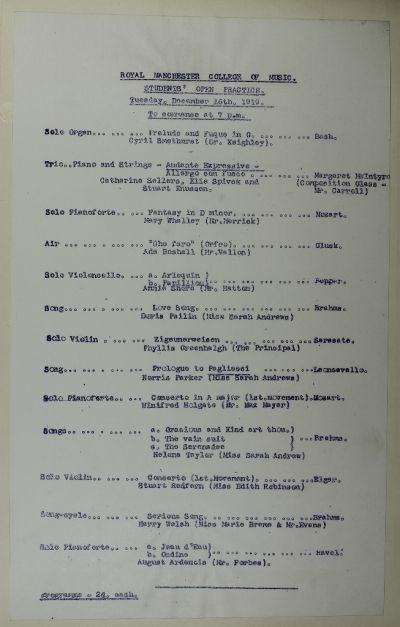 ROYAL MANCHESTER COLLEGE OF MUSIC.
STUDENTS' OPEN PRACTICE.
Tuesday, December 16th, 1919.
To commence at 7 p.m.
Solo Organ... ... ... Prelude and Fugue in G. ... ... ... Bach.
Cyril Smethurst (Dr. Keighley).
Trio..Piano and Strings - Andante Expressive -
Allegro con fuoco ... ... ... Margaret McIntyre
Catherine Sellers, Elie Spivak and (Composition Class -
Stuart Knussen. Mr. Carroll)
Solo Pianoforte.. ... Fantasy in D minor. ... ... ... ... Mozart.
Mary Whalley (Mr. Merrick)
Air ... ... ... ... "Che faro" (Orfeo). ... ... ... ... Gluck.
Ada Boshall (Mr. Vallon)
Solo Violoncello. ... a. Arlequin }
b. Papillon}... ... ... ... ... Popper.
Annie Shore (Mr. Hatton)
Song... ... ... ... Love Song. ... ... ... ... ... Brahms.
Doris Pailin (Miss Sarah Andrews)
Solo Violin . ... ... Zigeunerweisen ... ... ... ... ... Sarasate.
Phyllis Greenhalgh (The Principal)
Song... ... ... ... Prologue to Pagliacci ... ... ...Leoncavallo.
Norris Parker (Miss Sarah Andrews)
Solo Pianoforte.. ... Concerto in A major (1st.movement).Mozart.
Winifred Holgate (Mr. Max Mayer)
Songs.. ... ... ... a. Gracious and Kind art thou.}
b. The vain suit } ...Brahms.
c. The Serenade
Helena Taylor (Miss Sarah Andrew)
Solo Violin... ... ... Concerto (1st.Movement). ... ... ...Elgar.
Stuart Redfern (Miss Edith Robinson)
Song-cycle... ... ... Serious Song. ... ... ... ... ...Brahms.
Harry Walsh (Miss Marie Brema & Mr.Evans)
Solo Pianoforte.. ... a. Jeau d'Eau}
b. Ondine }.. ... ... ... ... Ravel.
August Ardenois (Mr. Forbes).
Programme - 2d. each.